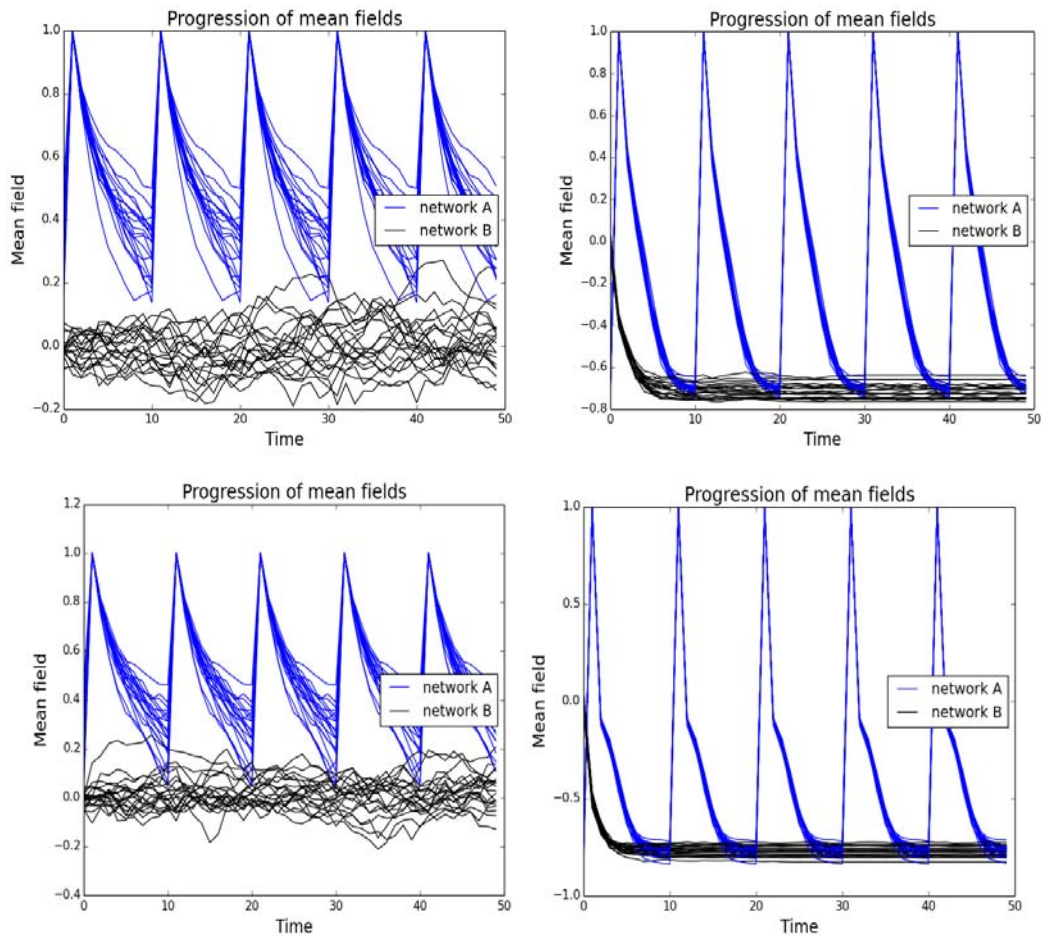 Progression of mean fields
1.0
0.8
0.6
0.4
0.2
0.0
−0.2
Mean field
network A
network B
0
10
20
30
40
50
Time
Progression of mean fields
1.0
0.8
0.6
0.4
0.2
0.0
−0.2
−0.4
−0.6
−0.8
Mean field
network A
network B
0
10
20
30
40
50
Time
Progression of mean fields
1.2
1.0
0.8
0.6
0.4
0.2
0.0
−0.2
−0.4
Mean field
network A
network B
0
10
20
30
40
50
Time
Progression of mean fields
1.0
0.5
0.0
−0.5
−1.0
Mean field
network A
network B
0
10
20
30
40
50
Time